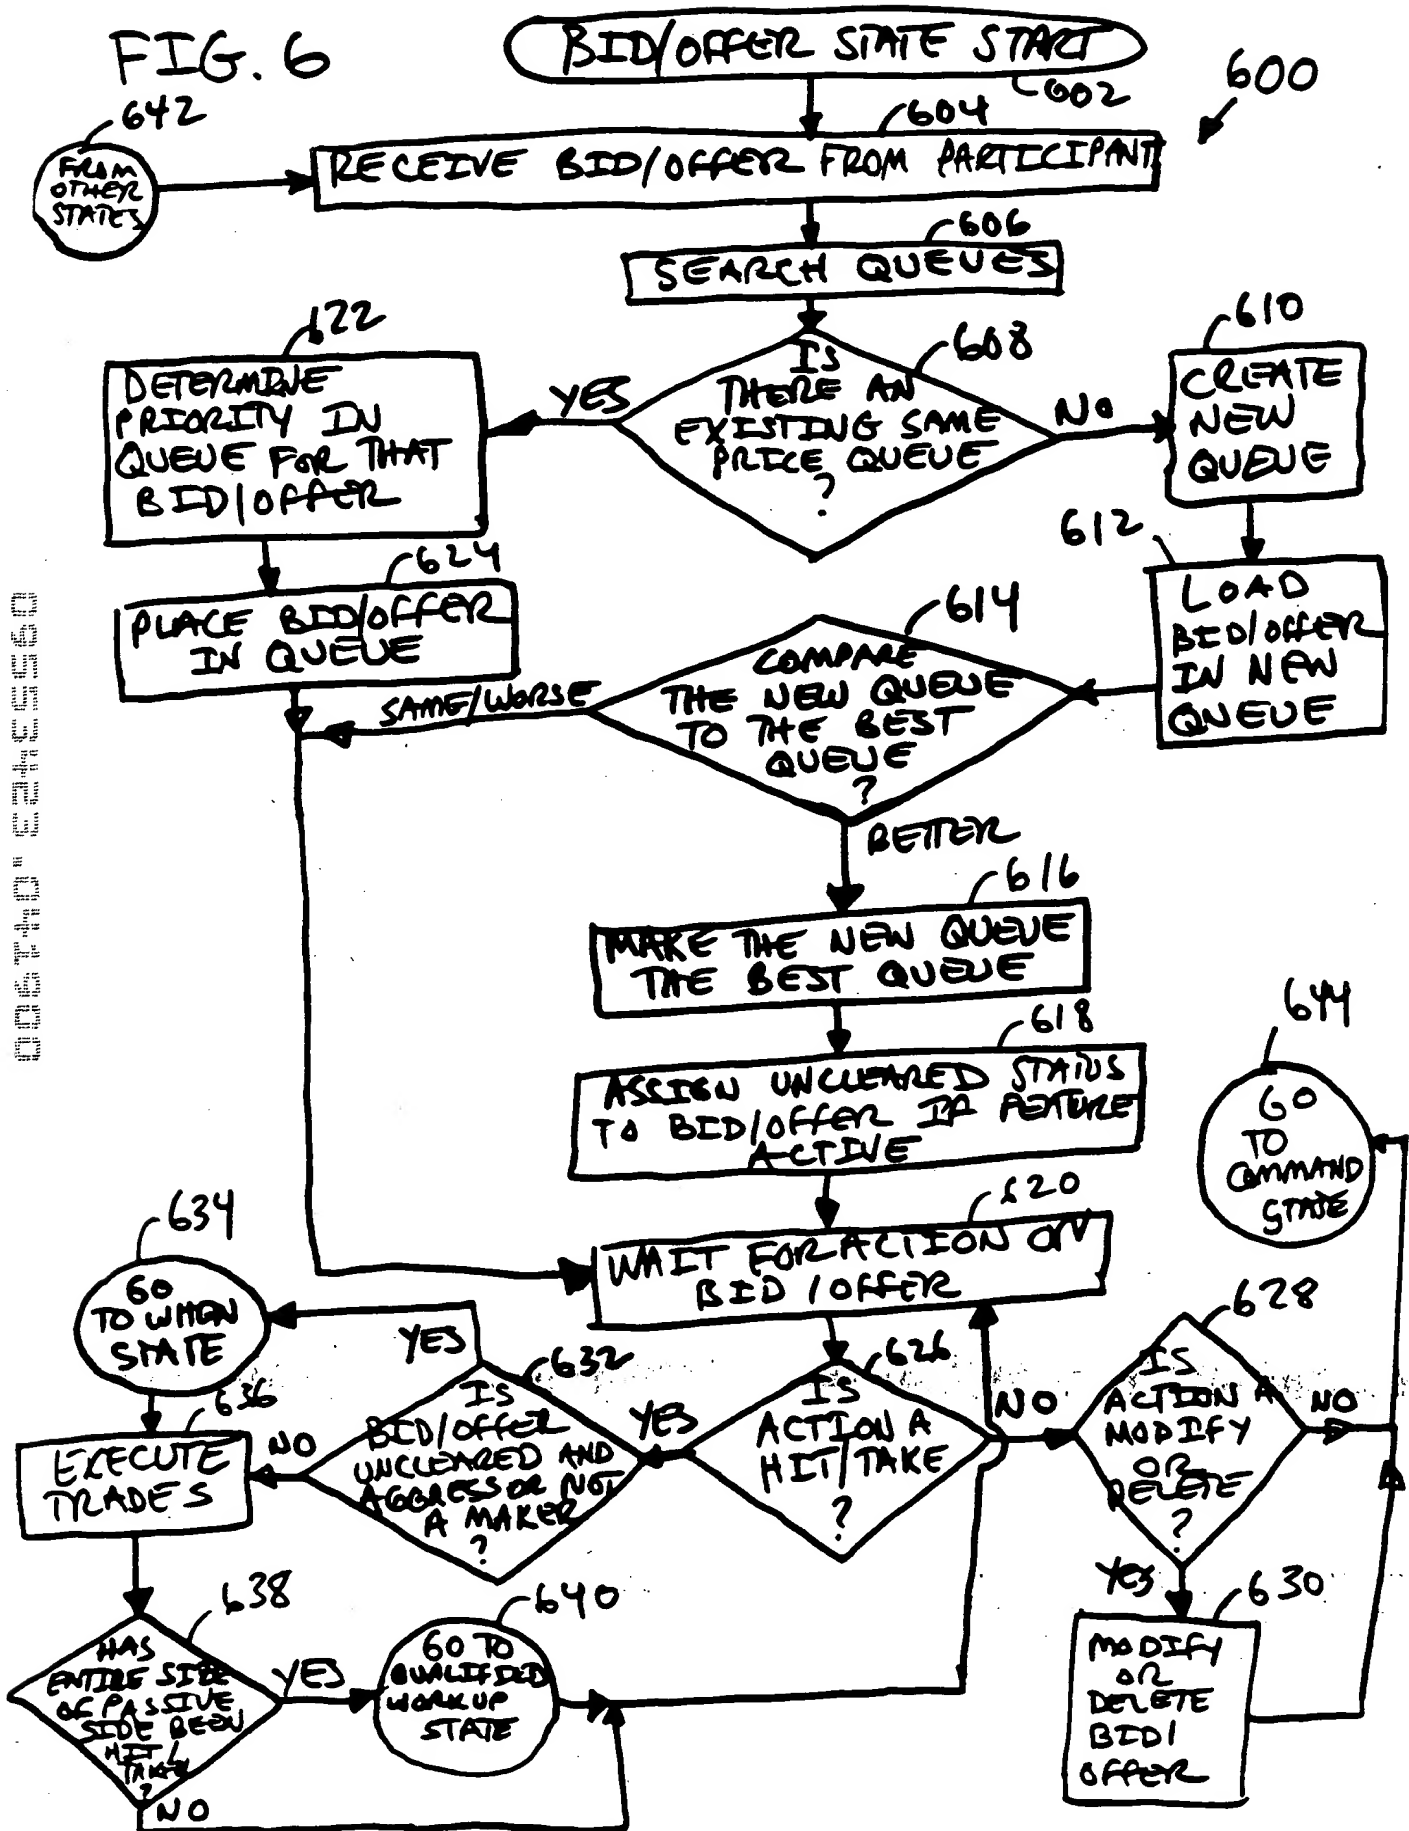 FIG. 6
BID/OFFER STATE START
602
600
642
FROM
OTHER
STATES
604
RECEIVE BID/OFFER FROM PARTICIPANT
606
SEARCH QUEUES
608
IS
THERE AN
EXISTING SAME
PRICE QUEUE
?
YES
NO
622
DETERMINE
PRIORITY IN
QUEUE FOR THAT
BID/OFFER
610
CREATE
NEW
QUEUE
624
PLACE BID/OFFER
IN QUEUE
612
LOAD
BID/OFFER
IN NEW
QUEUE
614
COMPARE
THE NEW QUEUE
TO THE BEST
QUEUE
?
SAME/WORSE
BETTER
616
MAKE THE NEW QUEUE
THE BEST QUEUE
618
ASSIGN UNCLEARED STATUS
TO BID/OFFER IF FEATURE
ACTIVE
644
GO
TO
COMMAND
STATE
620
WAIT FOR ACTION ON
BID/OFFER
634
GO
TO WHEN
STATE
YES
632
IS
BID/OFFER
UNCLEARED AND
AGGRESSOR NOT
A MAKER
?
YES
626
IS
ACTION A
HIT/TAKE
?
NO
628
IS
ACTION A
MODIFY
OR
DELETE
?
NO
636
EXECUTE
TRADES
NO
YES
630
MODIFY
OR
DELETE
BID/
OFFER
638
HAS
ENTIRE SIZE
OF PASSIVE
SIDE BEEN
HIT/
TAKEN
?
YES
NO
640
GO TO
QUALIFIED
WORKUP
STATE